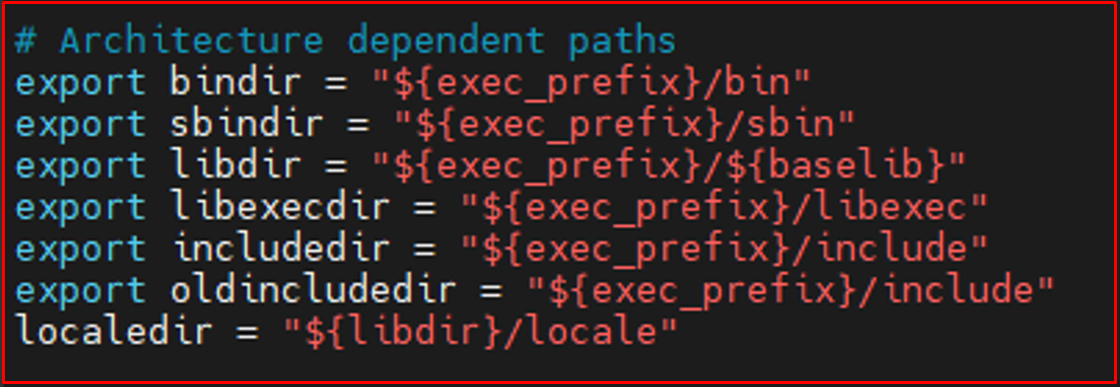 # Architecture dependent paths
export bindir = "${exec_prefix}/bin"
export sbindir = "${exec_prefix}/sbin"
export libdir = "${exec_prefix}/${baselib}"
export libexecdir = "${exec_prefix}/libexec"
export includedir = "${exec_prefix}/include"
export oldincludedir = "${exec_prefix}/include"
localedir = "${libdir}/locale"